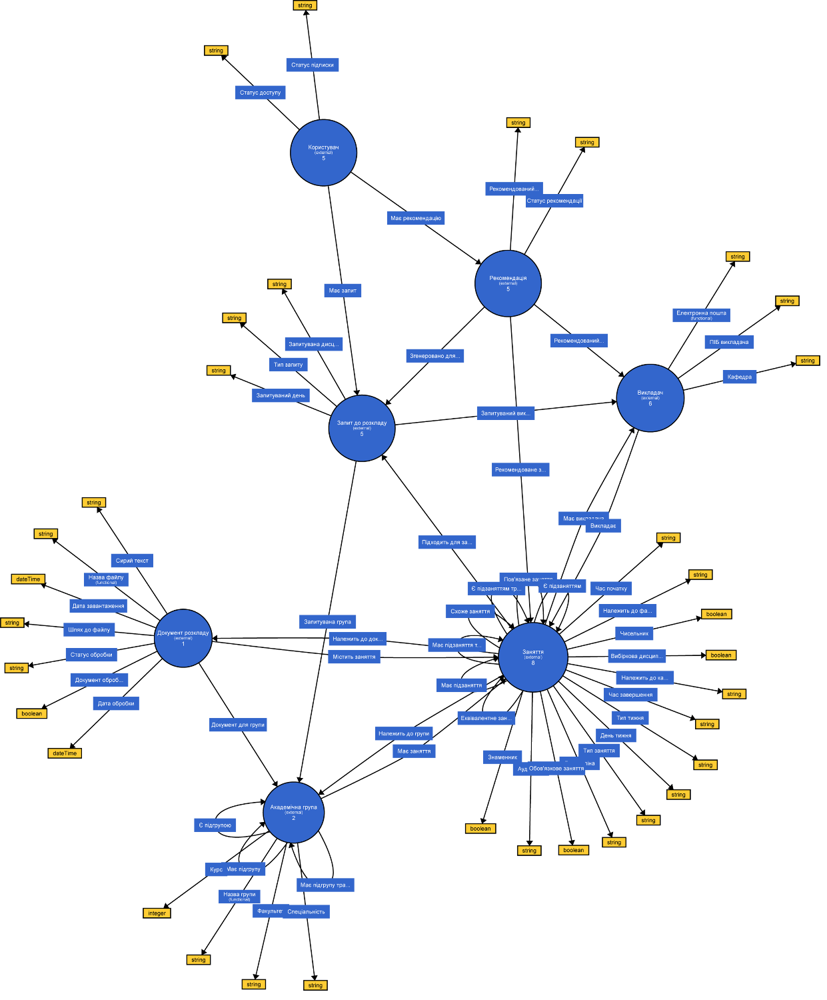 string
string
Статус підписки
Статус доступу
string
string
Користувач
(external)
5
Рекомендований...
Статус рекомендації
Має рекомендацію
string
Рекомендація
(external)
5
string
string
Має запит
Електронна пошта
(functional)
string
ПІБ викладача
Рекомендований...
Запитувана дисц...
Згенеровано для...
string
Тип запиту
string
Кафедра
Запитуваний день
Викладач
(external)
6
Запитуваний вик...
Запит до розкладу
(external)
5
Рекомендоване з...
string
Має викладача
Викладає
string
string
Підходить для за...
Сирий текст
string
dateTime
Назва файлу
(functional)
Пов'язане заняття
Є підзаняттям тр...
Є підзаняттям
Час початку
Дата завантаження
Схоже заняття
Належить до фа...
boolean
string
Шлях до файлу
Запитувана група
Документ розкладу
(external)
1
Належить до док...
Чисельник
Має підзаняття т...
Статус обробки
Містить заняття
Заняття
(external)
8
Вибіркова дисцип...
boolean
string
Документ оброб...
Має підзаняття
Належить до ка...
string
Час завершення
Дата обробки
boolean
Еквівалентне зан...
Тип тижня
string
Документ для групи
Належить до групи
День тижня
dateTime
Має заняття
Знаменник
Тип заняття
string
Ауд
Обов'язкове заняття
іна
string
Академічна група
(external)
2
string
Є підгрупою
boolean
string
string
boolean
Курс
Має підгрупу
Має підгрупу тра...
Назва групи
(functional)
integer
Факультет
Спеціальність
string
string
string